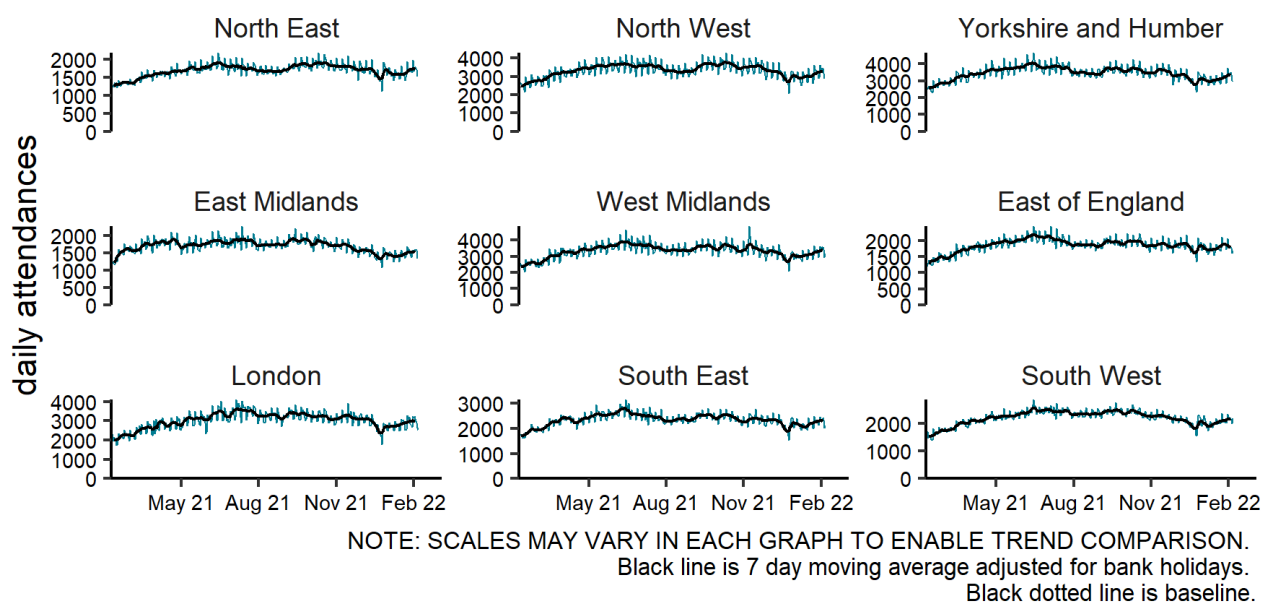 North East
North West
Yorkshire and Humber
2000
1500
1000
500
0
4000
3000
2000
1000
0
4000
3000
2000
1000
0
daily attendances
East Midlands
West Midlands
East of England
2000
1500
1000
500
0
4000
3000
2000
1000
0
2000
1500
1000
500
0
London
South East
South West
4000
3000
2000
1000
0
3000
2000
1000
0
2000
1000
0
May 21 Aug 21 Nov 21 Feb 22
May 21 Aug 21 Nov 21 Feb 22
May 21 Aug 21 Nov 21 Feb 22
NOTE: SCALES MAY VARY IN EACH GRAPH TO ENABLE TREND COMPARISON.
Black line is 7 day moving average adjusted for bank holidays.
Black dotted line is baseline.